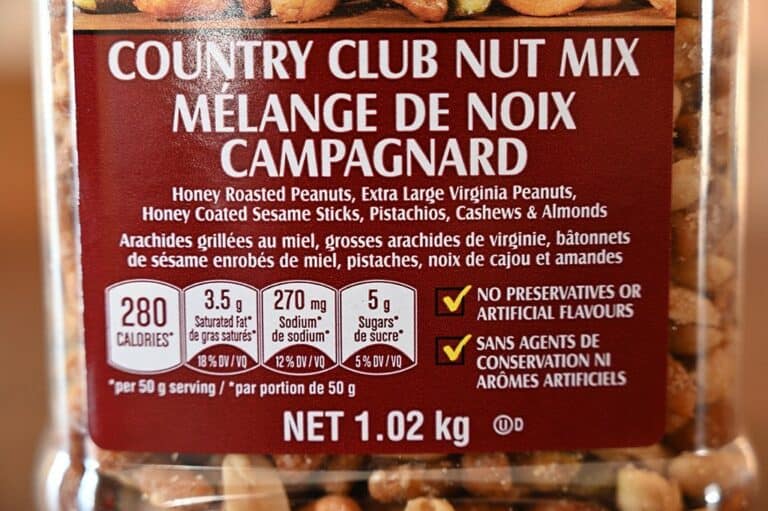 COUNTRY CLUB NUT MIX
MÉLANGE DE NOIX
CAMPAGNARD
Honey Roasted Peanuts, Extra Large Virginia Peanuts,
Honey Coated Sesame Sticks, Pistachios, Cashews & Almonds
Arachides grillées au miel, grosses arachides de virginie, bâtonnets
de sésame enrobés de miel, pistaches, noix de cajou et amandes
280
CALORIES*
3.5 g
Saturated Fat*
de gras saturés*
18 % DV / VQ
270 mg
Sodium*
de sodium*
12 % DV / VQ
5 g
Sugars*
de sucre*
5 % DV / VQ
NO PRESERVATIVES OR
ARTIFICIAL FLAVOURS
SANS AGENTS DE
CONSERVATION NI
ARÔMES ARTIFICIELS
*per 50 g serving / *par portion de 50 g
NET 1.02 kg
Ⓤ D